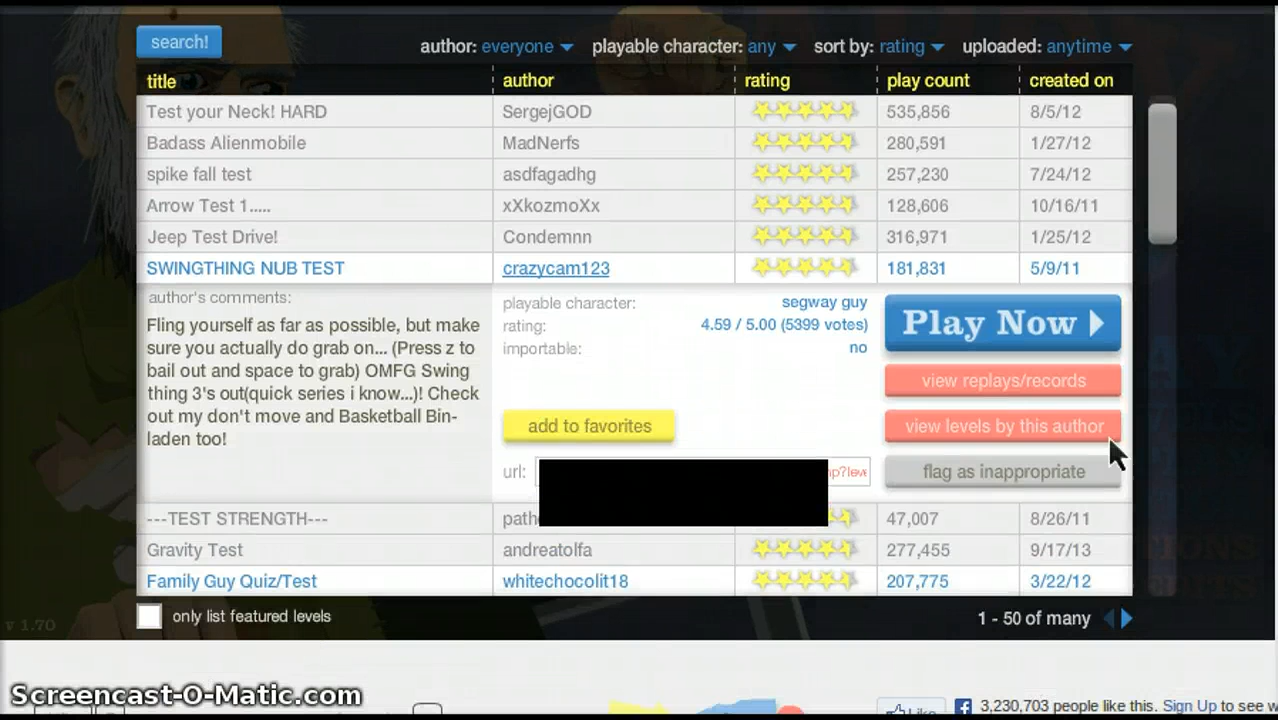 search!
author: everyone playable character: any sort by: rating uploaded: anytime
title author rating play count created on
Test your Neck! HARD SergejGOD 535,856 8/5/12
Badass Alienmobile MadNerfs 280,591 1/27/12
spike fall test asdfagadhg 257,230 7/24/12
Arrow Test 1..... xXkozmoXx 128,606 10/16/11
Jeep Test Drive! Condemnn 316,971 1/25/12
SWINGTHING NUB TEST crazycam123 181,831 5/9/11
author's comments:
Fling yourself as far as possible, but make
sure you actually do grab on... (Press z to
bail out and space to grab) OMFG Swing
thing 3's out(quick series i know...)! Check
out my don't move and Basketball Bin-
laden too!
playable character: segway guy
rating: 4.59 / 5.00 (5399 votes)
importable: no
add to favorites
url:
Play Now
view replays/records
view levels by this author
flag as inappropriate
---TEST STRENGTH--- 47,007 8/26/11
Gravity Test andreatolfa 277,455 9/17/13
Family Guy Quiz/Test whitechocolit18 207,775 3/22/12
only list featured levels 1 - 50 of many
v 1.70
Screencast-O-Matic.com
Like 3,230,703 people like this. Sign Up to see